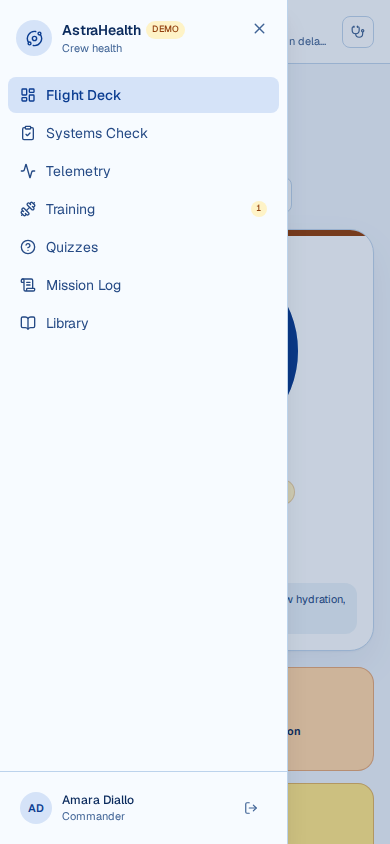 AstraHealth DEMO
Crew health
n dela…
Flight Deck
Systems Check
Telemetry
Training 1
Quizzes
Mission Log
Library
hydration,
on
AD
Amara Diallo
Commander